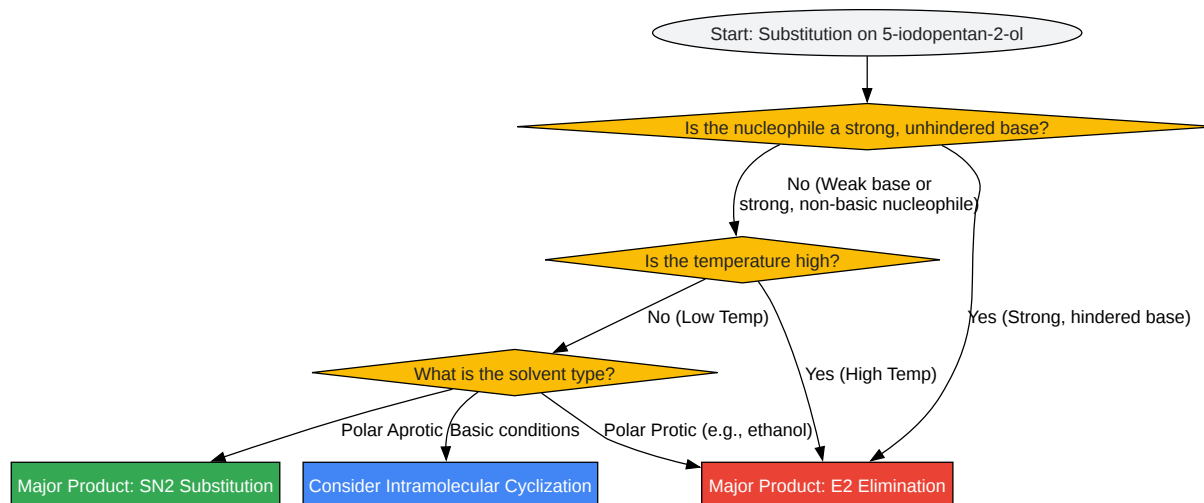 Start: Substitution on 5-iodopentan-2-ol
Is the nucleophile a strong, unhindered base?
No (Weak base or
strong, non-basic nucleophile)
Is the temperature high?
No (Low Temp)
Yes (Strong, hindered base)
What is the solvent type?
Yes (High Temp)
Polar Aprotic
Basic conditions
Polar Protic (e.g., ethanol)
Major Product: SN2 Substitution
Consider Intramolecular Cyclization
Major Product: E2 Elimination